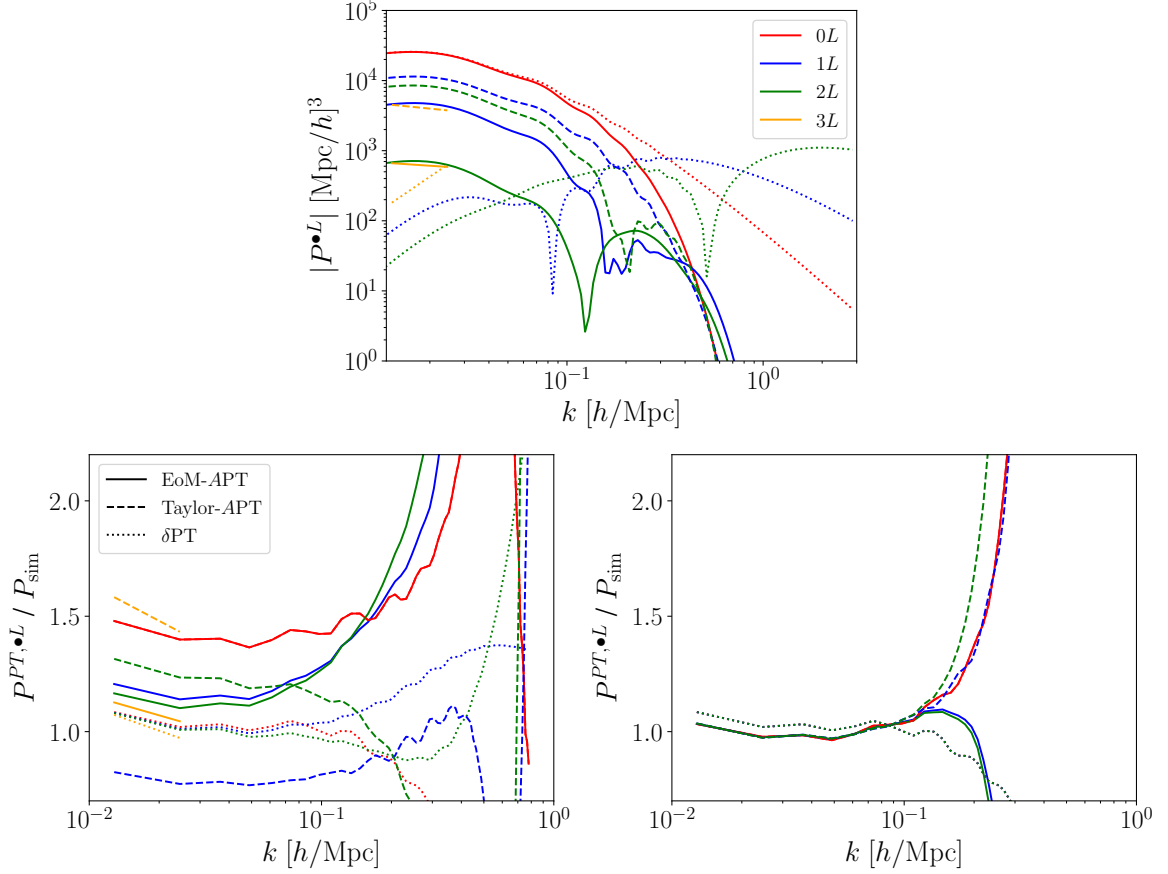 10^5
10^4
10^3
10^2
10^1
10^0
|P^{•L}| [Mpc/h]^3
0L
1L
2L
3L
10^{−1}
10^0
k [h/Mpc]
2.0
1.5
1.0
P^{PT,•L} / P_sim
EoM-APT
Taylor-APT
δPT
10^{−2}
10^{−1}
10^0
k [h/Mpc]
2.0
1.5
1.0
P^{PT,•L} / P_sim
10^{−2}
10^{−1}
10^0
k [h/Mpc]